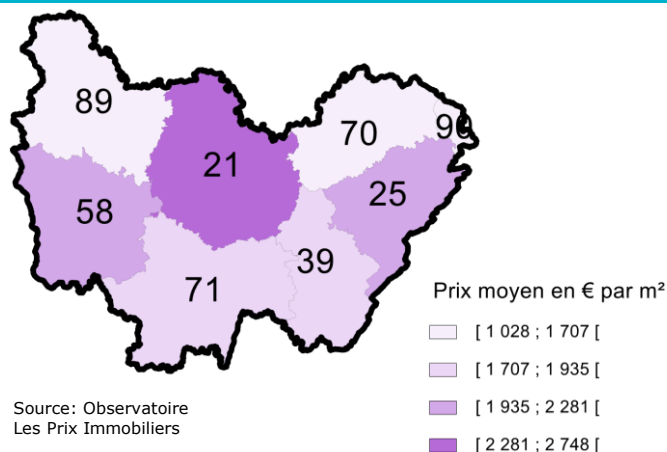 89
70
90
21
25
58
39
71
Prix moyen en € par m²
[ 1 028 ; 1 707 [
[ 1 707 ; 1 935 [
[ 1 935 ; 2 281 [
[ 2 281 ; 2 748 [
Source: Observatoire
Les Prix Immobiliers